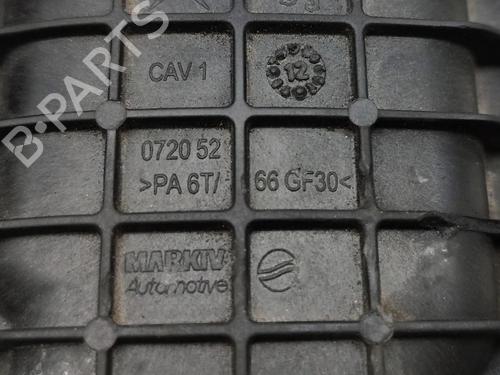 CAV 1
12
072052
>PA 6T/ 66 GF30<
MARKIV
Automotive
B-PARTS